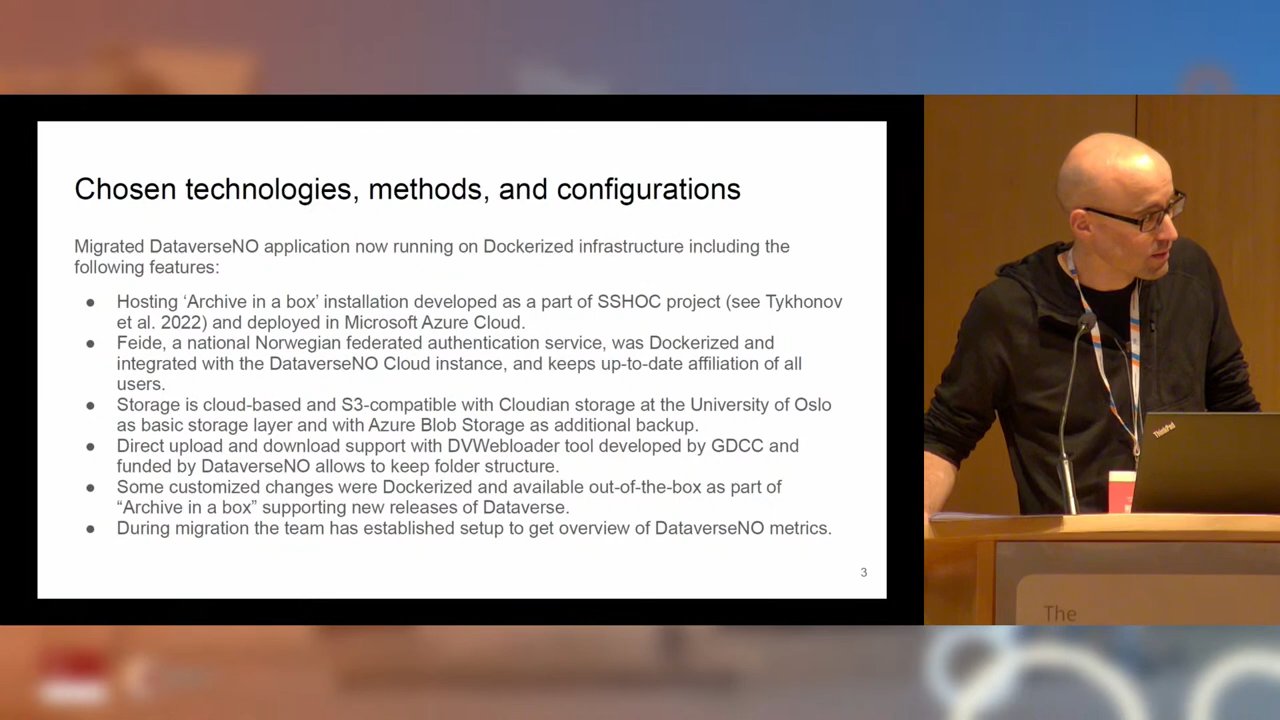 Chosen technologies, methods, and configurations
Migrated DataverseNO application now running on Dockerized infrastructure including the
following features:
● Hosting ‘Archive in a box’ installation developed as a part of SSHOC project (see Tykhonov
et al. 2022) and deployed in Microsoft Azure Cloud.
● Feide, a national Norwegian federated authentication service, was Dockerized and
integrated with the DataverseNO Cloud instance, and keeps up-to-date affiliation of all
users.
● Storage is cloud-based and S3-compatible with Cloudian storage at the University of Oslo
as basic storage layer and with Azure Blob Storage as additional backup.
● Direct upload and download support with DVWebloader tool developed by GDCC and
funded by DataverseNO allows to keep folder structure.
● Some customized changes were Dockerized and available out-of-the-box as part of
“Archive in a box” supporting new releases of Dataverse.
● During migration the team has established setup to get overview of DataverseNO metrics.
3
ThinkPad
The